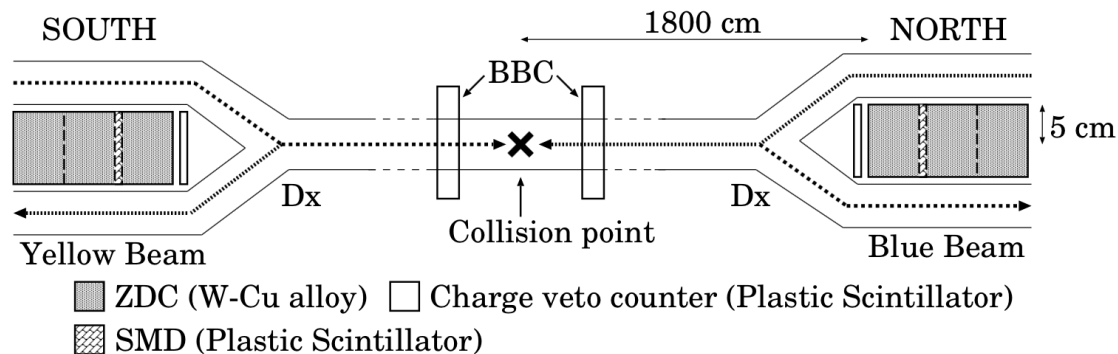 SOUTH
1800 cm
NORTH
BBC
5 cm
Dx
Dx
Collision point
Yellow Beam
Blue Beam
ZDC (W-Cu alloy)
Charge veto counter (Plastic Scintillator)
SMD (Plastic Scintillator)